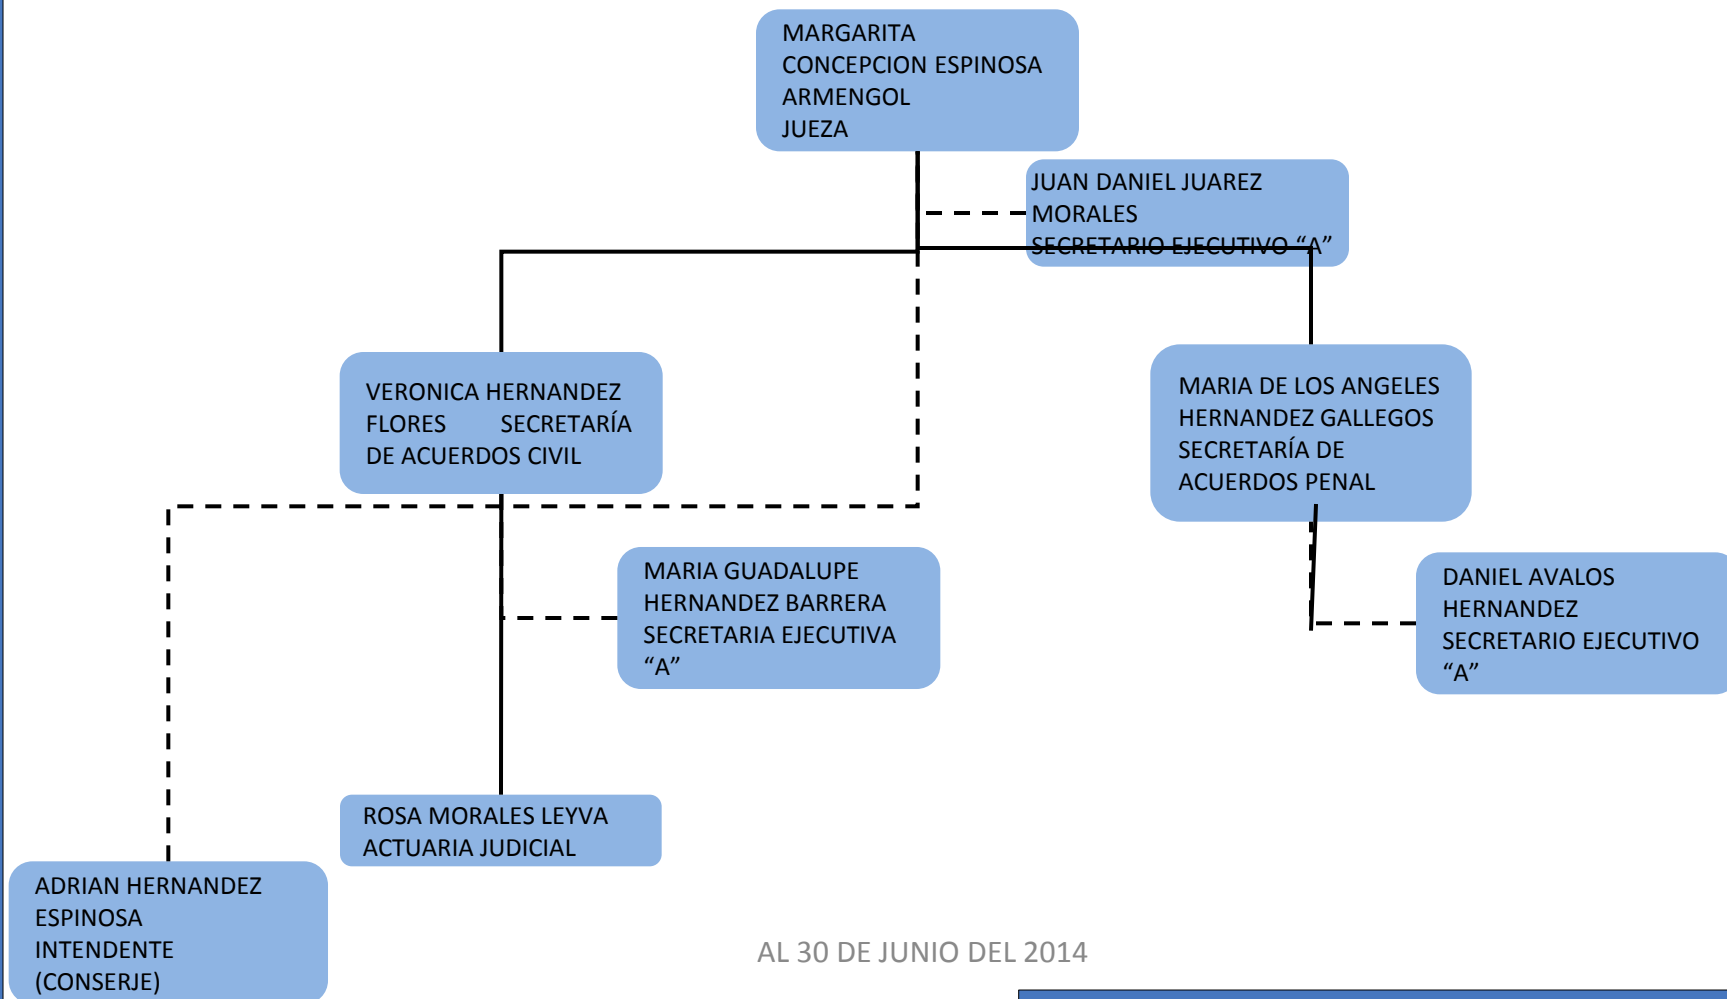 MARGARITA
CONCEPCION ESPINOSA
ARMENGOL
JUEZA
JUAN DANIEL JUAREZ
MORALES
SECRETARIO EJECUTIVO “A”
VERONICA HERNANDEZ
FLORES SECRETARÍA
DE ACUERDOS CIVIL
MARIA DE LOS ANGELES
HERNANDEZ GALLEGOS
SECRETARÍA DE
ACUERDOS PENAL
MARIA GUADALUPE
HERNANDEZ BARRERA
SECRETARIA EJECUTIVA
“A”
DANIEL AVALOS
HERNANDEZ
SECRETARIO EJECUTIVO
“A”
ROSA MORALES LEYVA
ACTUARIA JUDICIAL
ADRIAN HERNANDEZ
ESPINOSA
INTENDENTE
(CONSERJE)
AL 30 DE JUNIO DEL 2014